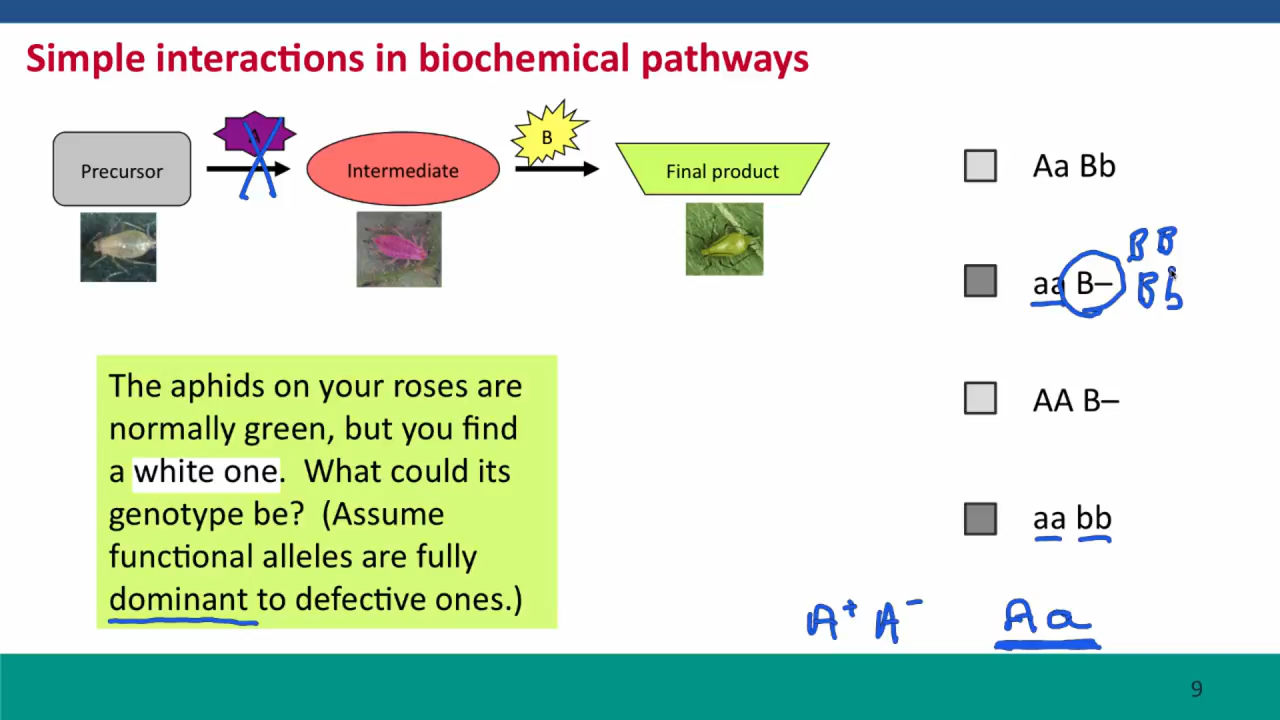 Simple interactions in biochemical pathways
B
Precursor
Intermediate
Final product
Aa Bb
B B
aa B–
B b
The aphids on your roses are
normally green, but you find
a white one. What could its
genotype be? (Assume
functional alleles are fully
dominant to defective ones.)
AA B–
aa bb
A+ A– Aa
9